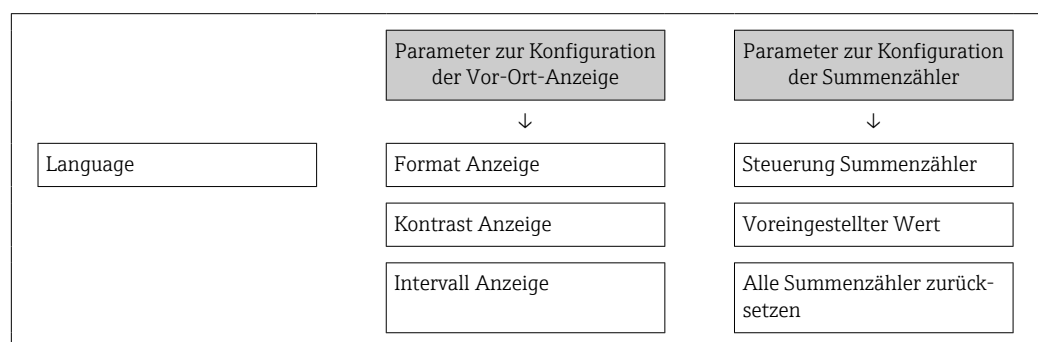 Parameter zur Konfiguration
der Vor-Ort-Anzeige
Parameter zur Konfiguration
der Summenzähler
↓
↓
Language
Format Anzeige
Steuerung Summenzähler
Kontrast Anzeige
Voreingestellter Wert
Intervall Anzeige
Alle Summenzähler zurück-
setzen